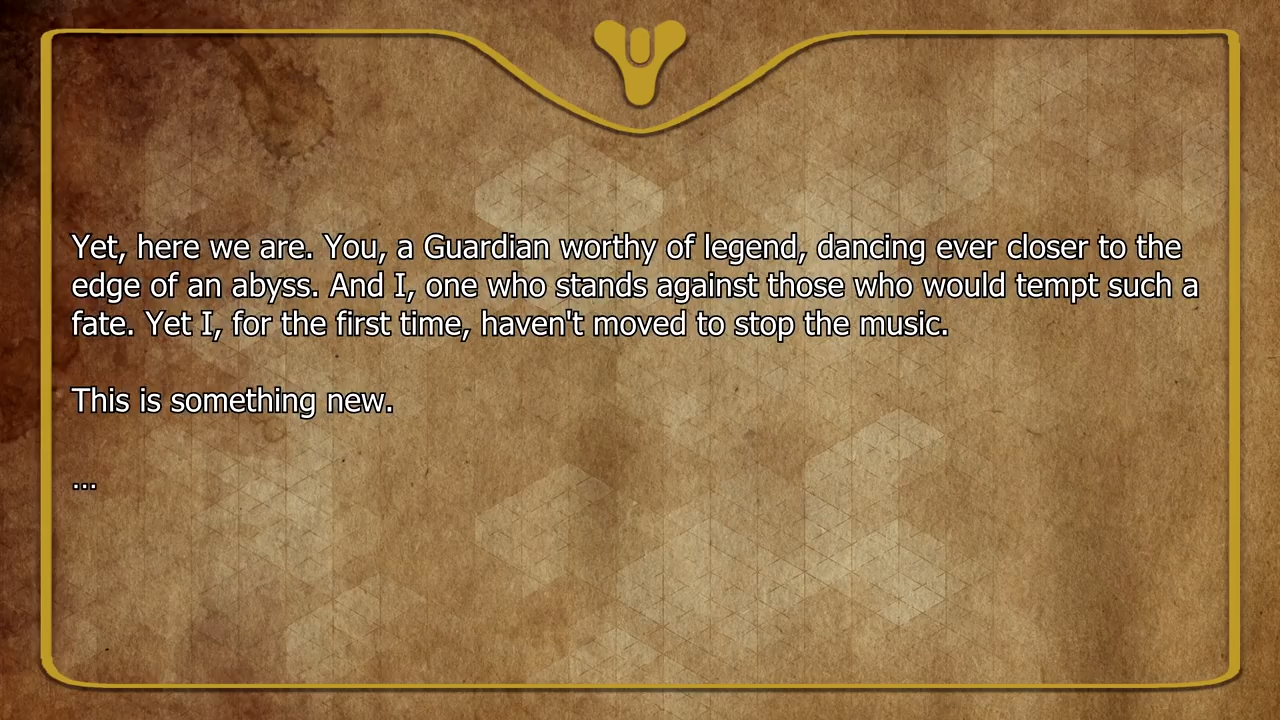 Yet, here we are. You, a Guardian worthy of legend, dancing ever closer to the
edge of an abyss. And I, one who stands against those who would tempt such a
fate. Yet I, for the first time, haven't moved to stop the music.
This is something new.
...